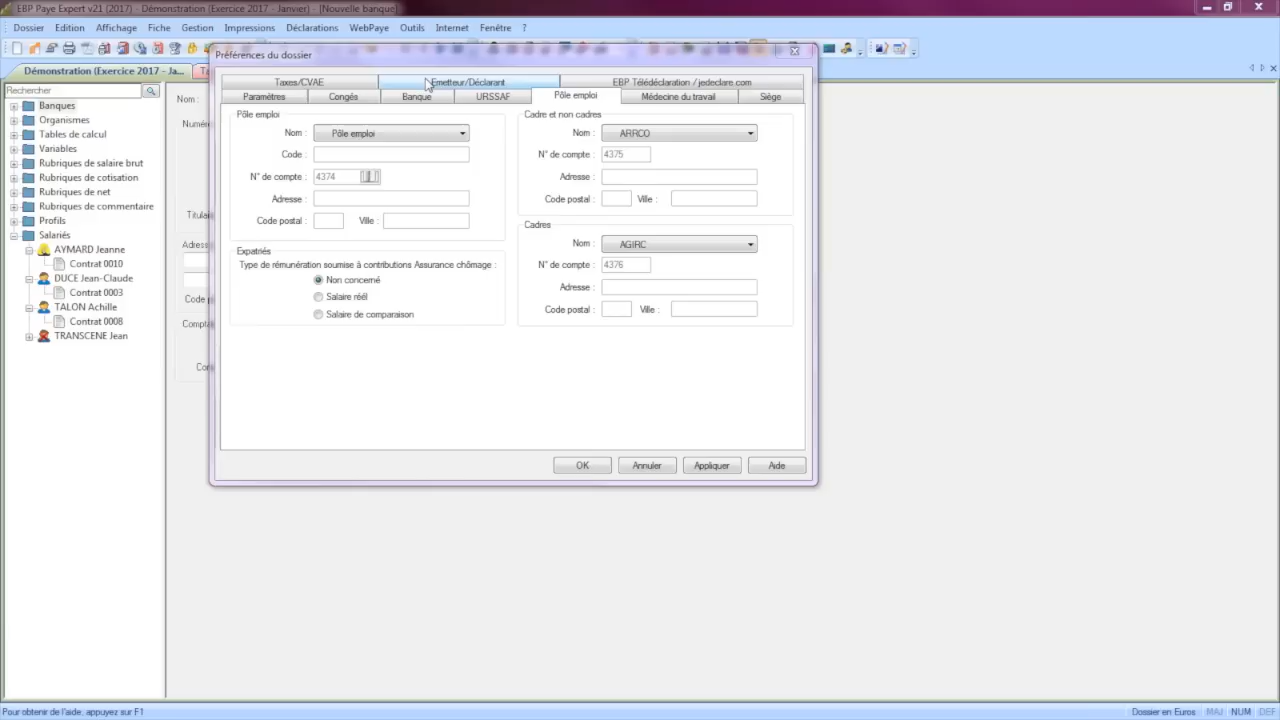 EBP Paye Expert v21 (2017) - Démonstration (Exercice 2017 - Janvier) - [Nouvelle banque]
Dossier Edition Affichage Fiche Gestion Impressions Déclarations WebPaye Outils Internet Fenêtre ?
Démonstration (Exercice 2017 - Ja...
Rechercher
Banques
Organismes
Tables de calcul
Variables
Rubriques de salaire brut
Rubriques de cotisation
Rubriques de net
Rubriques de commentaire
Profils
Salariés
AYMARD Jeanne
Contrat 0010
DUCE Jean-Claude
Contrat 0003
TALON Achille
Contrat 0008
TRANSCENE Jean
Nom :
Préférences du dossier
Taxes/CVAE Emetteur/Déclarant EBP Télédéclaration / jedeclare.com
Paramètres Congés Banque URSSAF Pôle emploi Médecine du travail Siège
Pôle emploi
Nom : Pôle emploi
Code :
N° de compte : 4374
Adresse :
Code postal : Ville :
Expatriés
Type de rémunération soumise à contributions Assurance chômage :
Non concerné
Salaire réél
Salaire de comparaison
Cadre et non cadres
Nom : ARRCO
N° de compte : 4375
Adresse :
Code postal : Ville :
Cadres
Nom : AGIRC
N° de compte : 4376
Adresse :
Code postal : Ville :
OK Annuler Appliquer Aide
Pour obtenir de l'aide, appuyez sur F1
Dossier en Euros MAJ NUM DEF